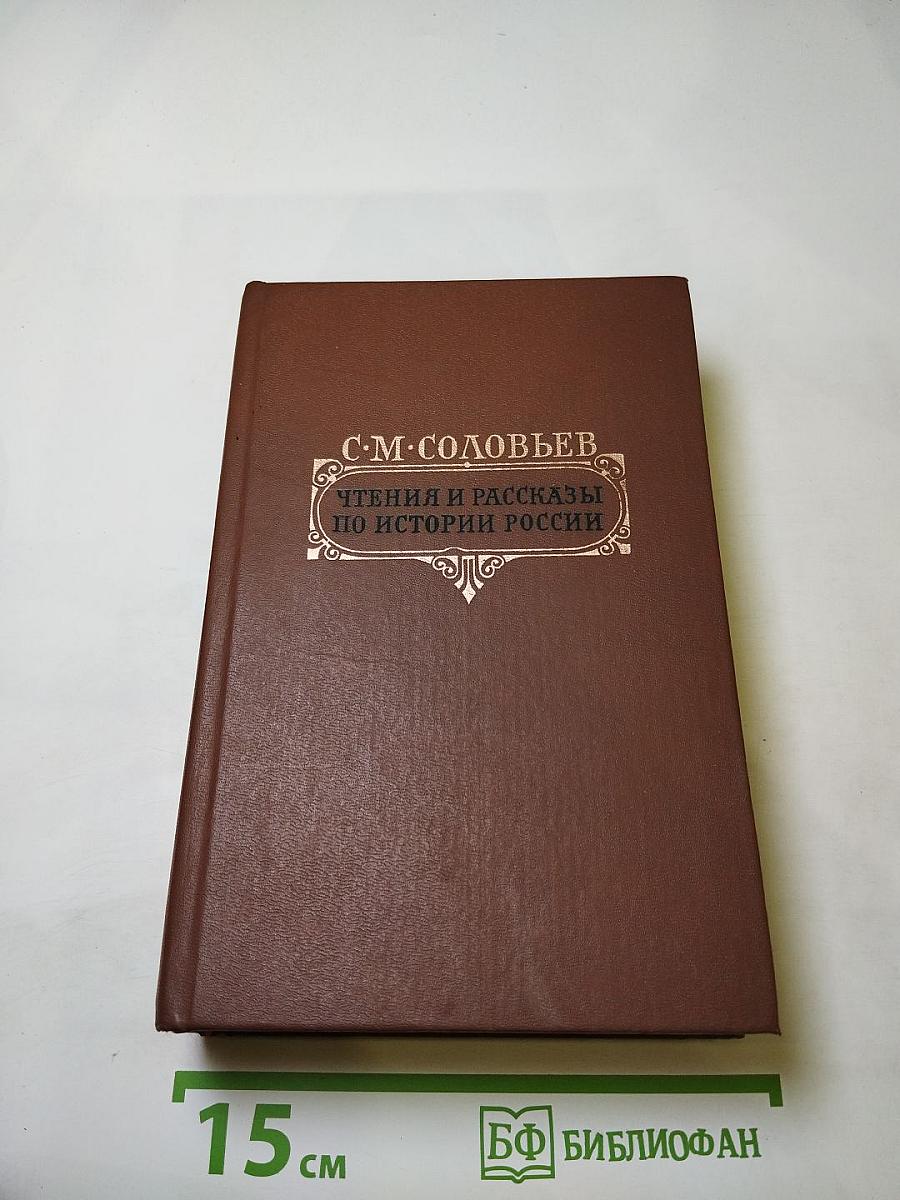 С·М·СОЛОВЬЕВ
ЧТЕНИЯ И РАССКАЗЫ
ПО ИСТОРИИ РОССИИ
15 см
БФ БИБЛИОФАН